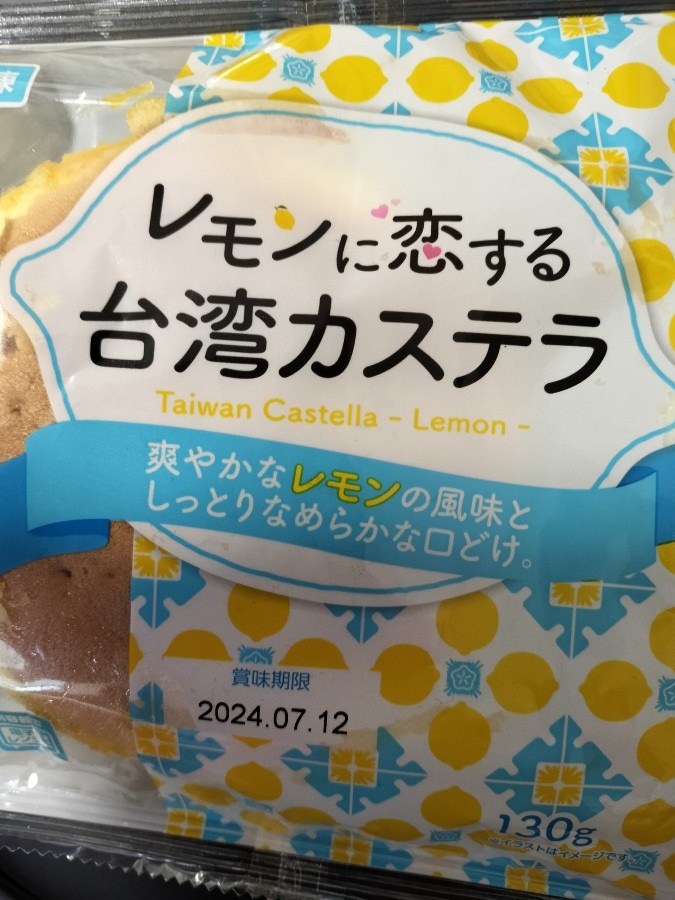 凍
レモンに恋する
台湾カステラ
Taiwan Castella - Lemon -
爽やかなレモンの風味と
しっとりなめらかな口どけ。
賞味期限
2024.07.12
130g
※イラストはイメージです。